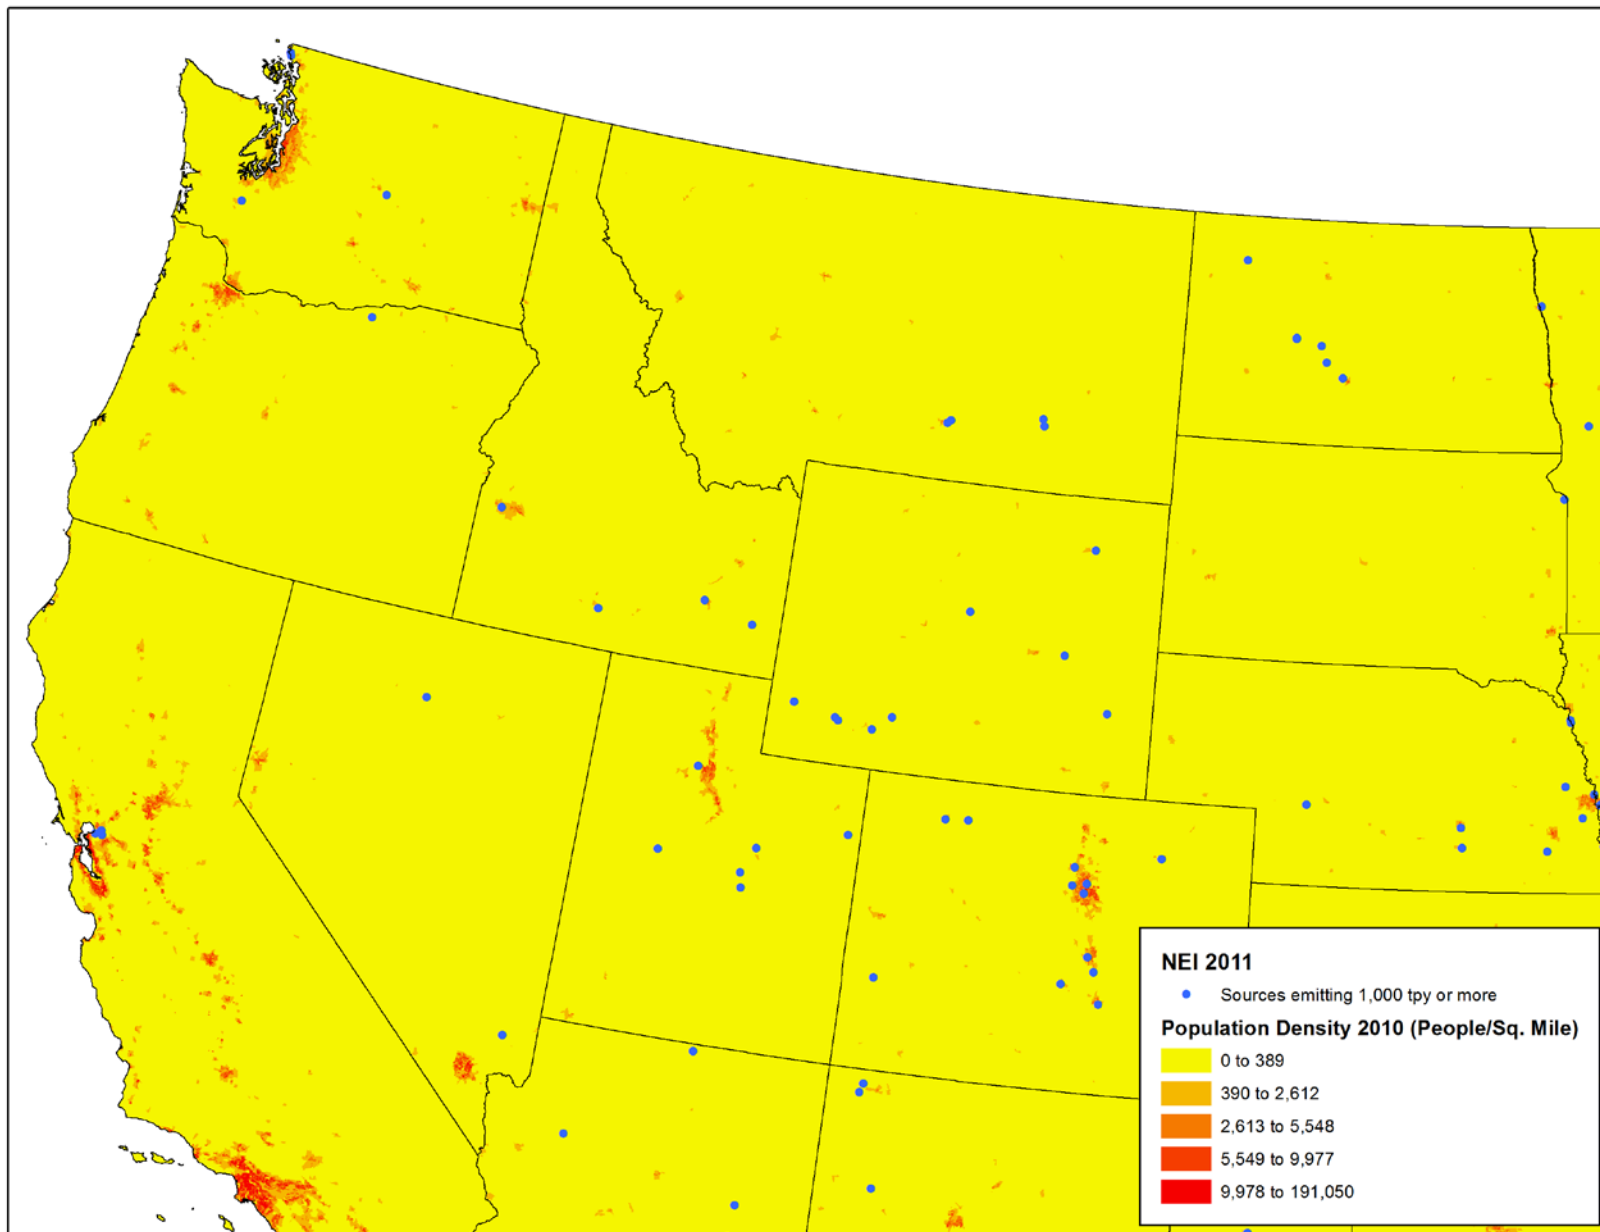 NEI 2011
Sources emitting 1,000 tpy or more
Population Density 2010 (People/Sq. Mile)
0 to 389
390 to 2,612
2,613 to 5,548
5,549 to 9,977
9,978 to 191,050